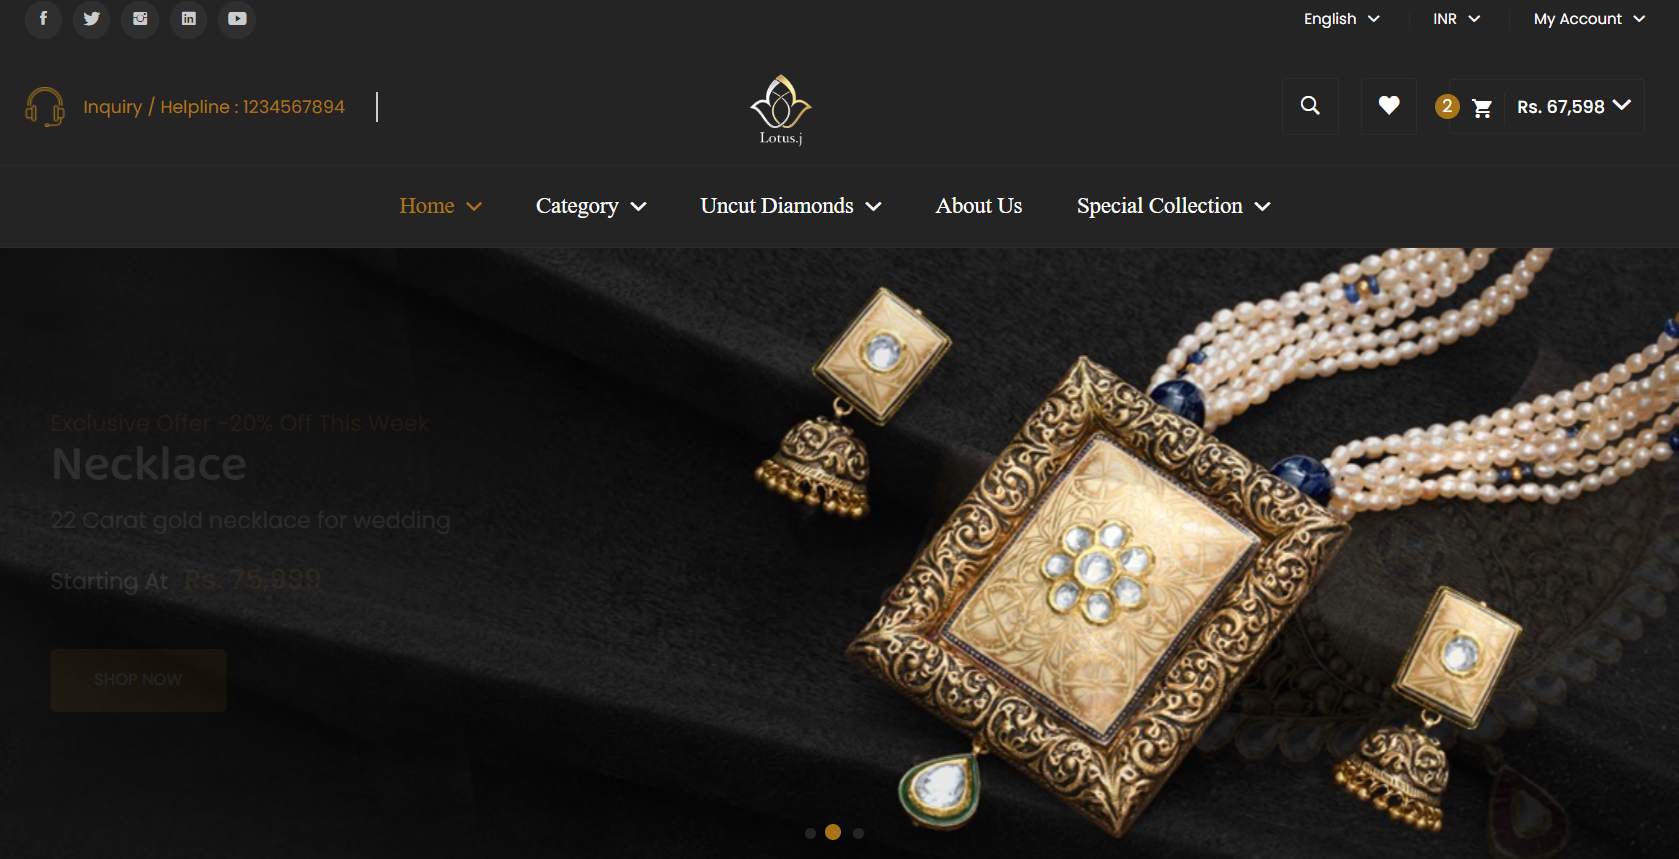 English
INR
My Account
Inquiry / Helpline : 1234567894
Lotus.j
2
Rs. 67,598
Home
Category
Uncut Diamonds
About Us
Special Collection
Exclusive Offer -20% Off This Week
Necklace
22 Carat gold necklace for wedding
Starting At Rs. 75,999
SHOP NOW